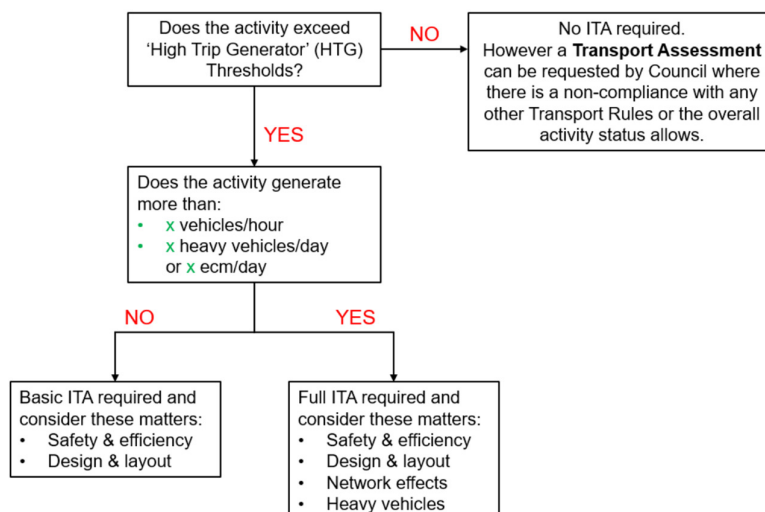 Does the activity exceed
‘High Trip Generator’ (HTG)
Thresholds?
NO
No ITA required.
However a Transport Assessment
can be requested by Council where
there is a non-compliance with any
other Transport Rules or the overall
activity status allows.
YES
Does the activity generate
more than:
• x vehicles/hour
• x heavy vehicles/day
or x ecm/day
NO
YES
Basic ITA required and
consider these matters:
• Safety & efficiency
• Design & layout
Full ITA required and
consider these matters:
• Safety & efficiency
• Design & layout
• Network effects
• Heavy vehicles